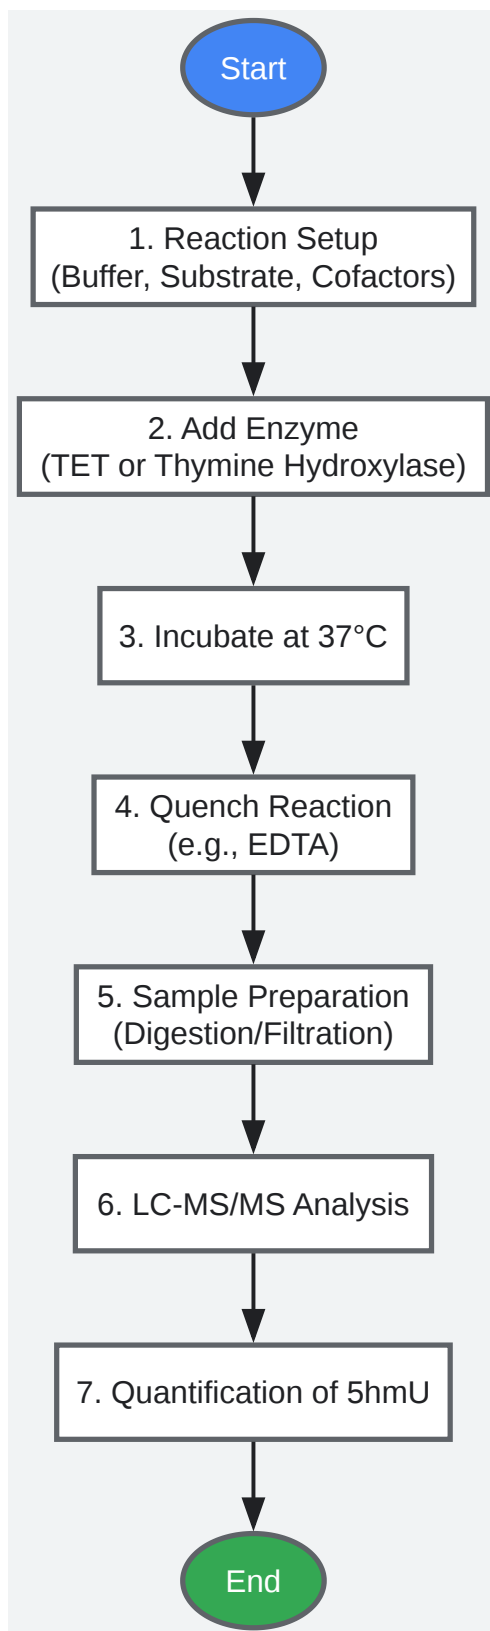 Start
1. Reaction Setup
(Buffer, Substrate, Cofactors)
2. Add Enzyme
(TET or Thymine Hydroxylase)
3. Incubate at 37°C
4. Quench Reaction
(e.g., EDTA)
5. Sample Preparation
(Digestion/Filtration)
6. LC-MS/MS Analysis
7. Quantification of 5hmU
End